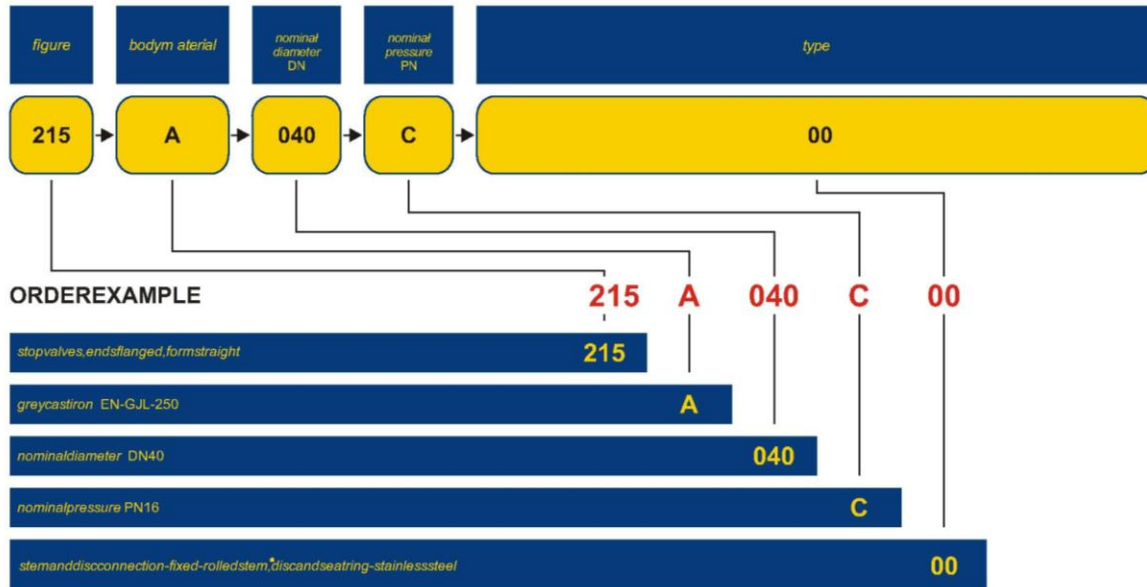 figure
bodym aterial
nominal
diameter
DN
nominal
pressure
PN
type
215
A
040
C
00
ORDEREXAMPLE
215 A 040 C 00
stopvalves,endsflanged,formstraight 215
greycastiron EN-GJL-250 A
nominaldiameter DN40 040
nominalpressure PN16 C
stemanddiscconnection-fixed-rolledstem,*discandseatring-stainlesssteel 00